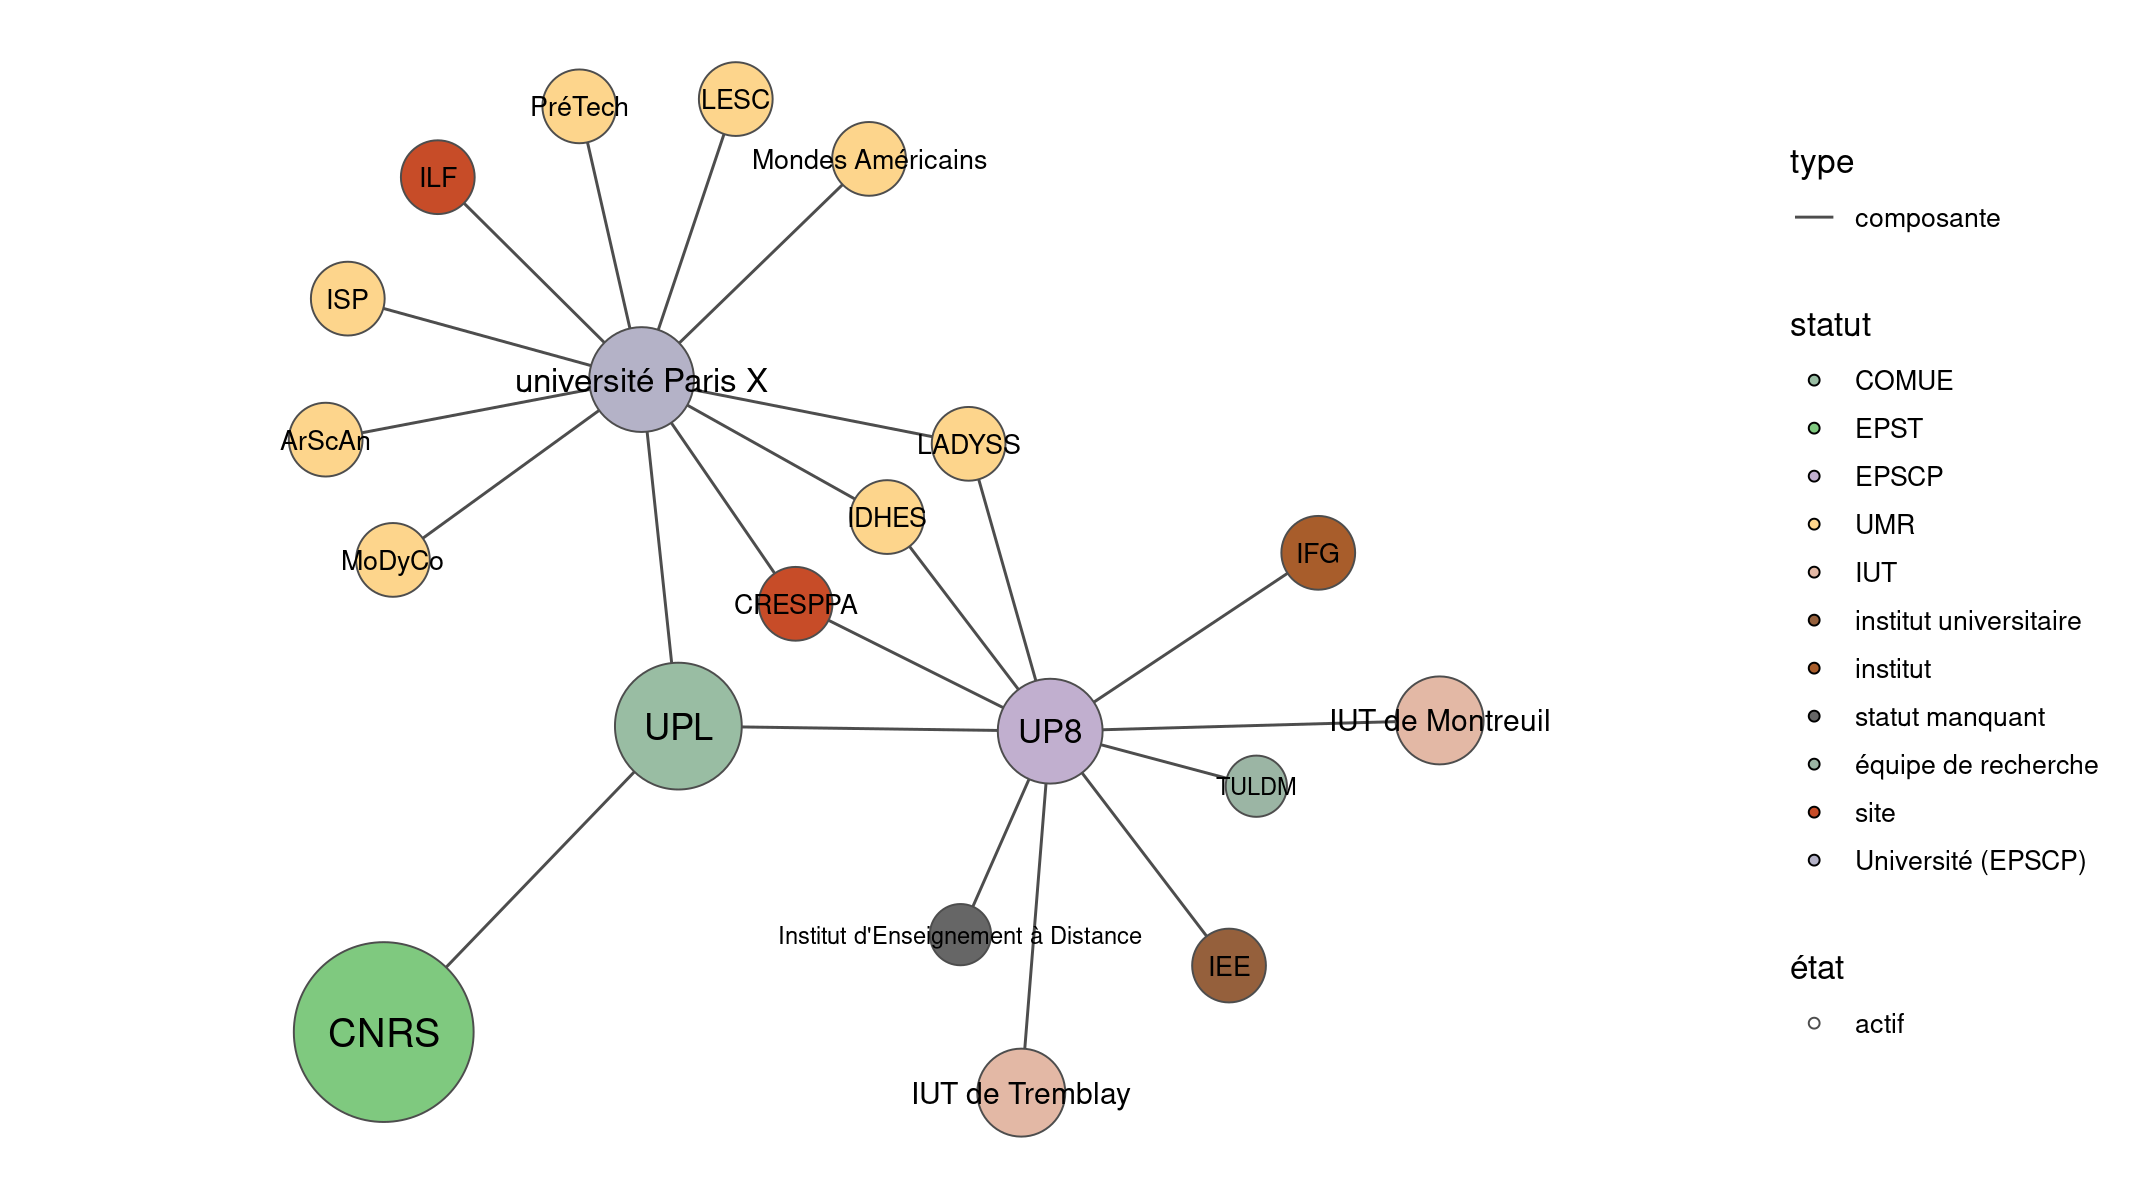 PréTech
LESC
Mondes Américains
ILF
ISP
université Paris X
ArScAn
LADYSS
IDHES
MoDyCo
CRESPPA
IFG
UPL
UP8
IUT de Montreuil
TULDM
Institut d'Enseignement à Distance
IEE
CNRS
IUT de Tremblay
type
composante
statut
COMUE
EPST
EPSCP
UMR
IUT
institut universitaire
institut
statut manquant
équipe de recherche
site
Université (EPSCP)
état
actif